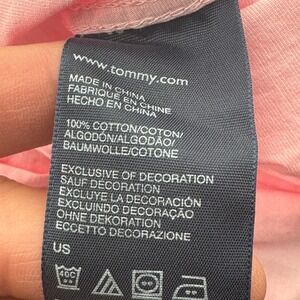 www.tommy.com
MADE IN CHINA
FABRIQUE EN CHINE
HECHO EN CHINA
100% COTTON/COTON/
ALGODÓN/ALGODÃO/
BAUMWOLLE/COTONE
EXCLUSIVE OF DECORATION
SAUF DECORATION
EXCLUYE LA DECORACIÓN
EXCLUINDO DECORAÇÃO
OHNE DEKORATION
ECCETTO DECORAZIONE
US
40C